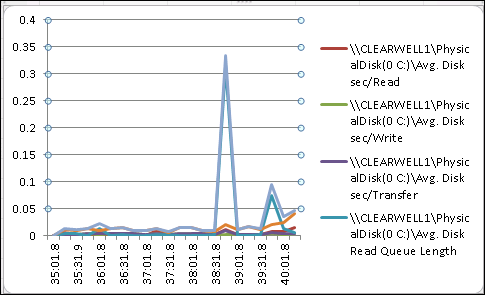 0.4
0.35
0.3
0.25
0.2
0.15
0.1
0.05
0
35:01.8
35:31.9
36:01.8
36:31.8
37:01.8
37:31.8
38:01.8
38:31.8
39:01.8
39:31.8
40:01.8
\\CLEARWELL1\Physic
alDisk(0 C:)\Avg. Disk
sec/Read
\\CLEARWELL1\Physic
alDisk(0 C:)\Avg. Disk
sec/Write
\\CLEARWELL1\Physic
alDisk(0 C:)\Avg. Disk
sec/Transfer
\\CLEARWELL1\Physic
alDisk(0 C:)\Avg. Disk
Read Queue Length